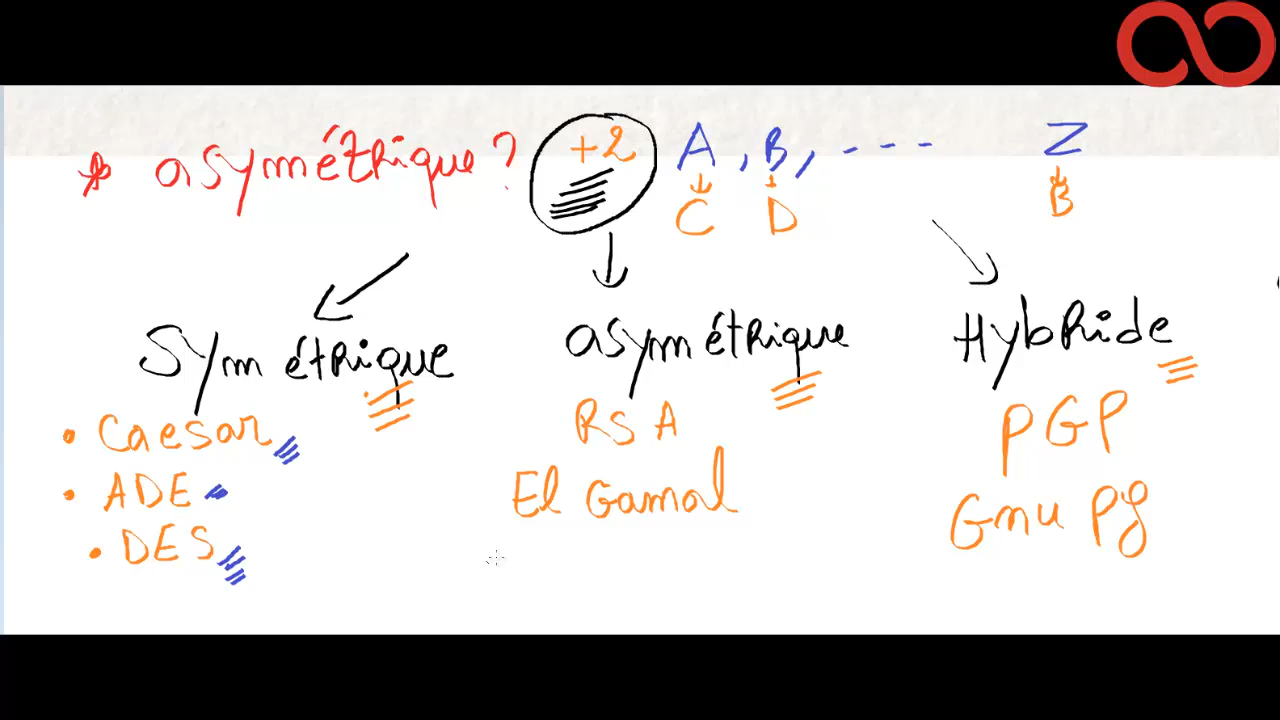 * asymétrique ? +2 A, B, - - - Z
C D B
Symétrique asymétrique Hybride
• Caesar RSA PGP
• ADE El Gamal Gnu Pg
• DES